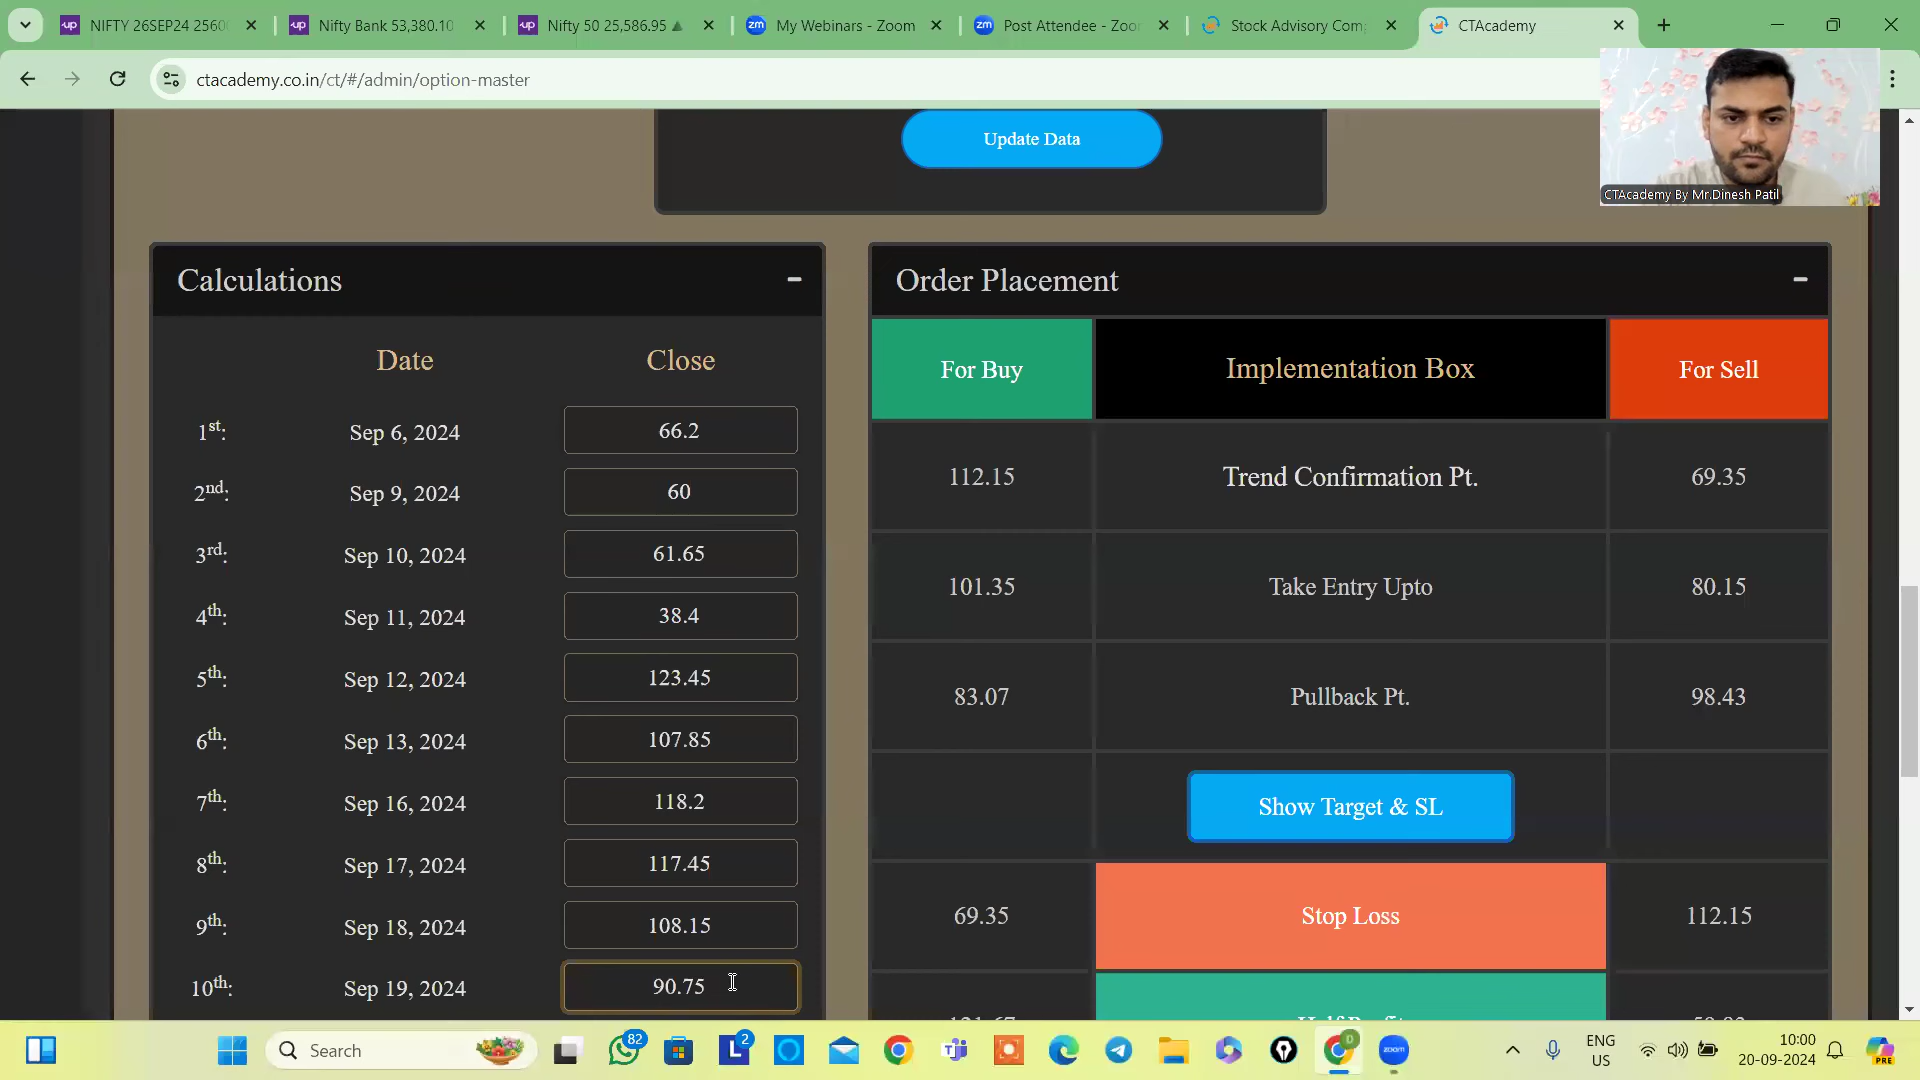 NIFTY 26SEP24 2560
Nifty Bank 53,380.10
Nifty 50 25,586.95 ▲
My Webinars - Zoom
Post Attendee - Zoo
Stock Advisory Com
CTAcademy
ctacademy.co.in/ct/#/admin/option-master
CTAcademy By Mr.Dinesh Patil
Update Data
Calculations
Date Close
1st: Sep 6, 2024 66.2
2nd: Sep 9, 2024 60
3rd: Sep 10, 2024 61.65
4th: Sep 11, 2024 38.4
5th: Sep 12, 2024 123.45
6th: Sep 13, 2024 107.85
7th: Sep 16, 2024 118.2
8th: Sep 17, 2024 117.45
9th: Sep 18, 2024 108.15
10th: Sep 19, 2024 90.75
Order Placement
For Buy Implementation Box For Sell
112.15 Trend Confirmation Pt. 69.35
101.35 Take Entry Upto 80.15
83.07 Pullback Pt. 98.43
Show Target & SL
69.35 Stop Loss 112.15
Search
82
2
ENG
US
10:00
20-09-2024
zoom
D
PRE